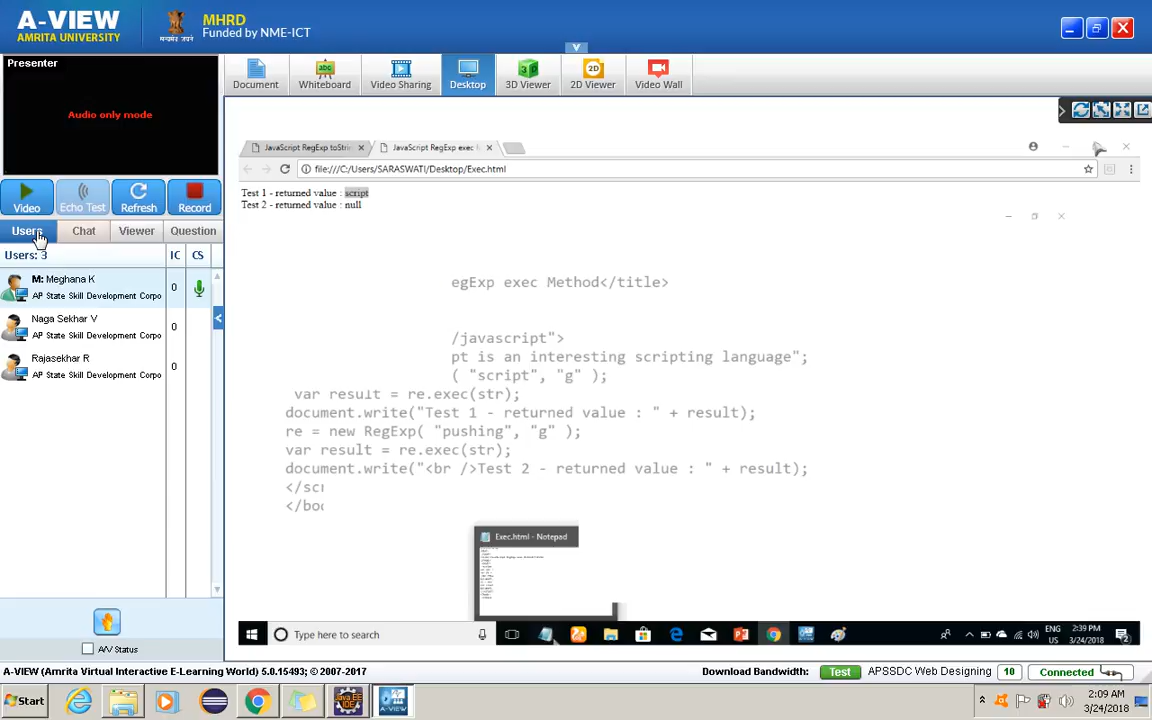 A-VIEW
AMRITA UNIVERSITY
MHRD
Funded by NME-ICT
Presenter
Audio only mode
Document
Whiteboard
Video Sharing
Desktop
3D Viewer
2D Viewer
Video Wall
Video
Echo Test
Refresh
Record
Users
Chat
Viewer
Question
Users: 3
IC
CS
M: Meghana K
AP State Skill Development Corpo
0
Naga Sekhar V
AP State Skill Development Corpo
0
Rajasekhar R
AP State Skill Development Corpo
0
A/V Status
JavaScript RegExp toStrin
JavaScript RegExp exec
file:///C:/Users/SARASWATI/Desktop/Exec.html
Test 1 - returned value : script
Test 2 - returned value : null
egExp exec Method</title>
/javascript">
pt is an interesting scripting language";
( "script", "g" );
var result = re.exec(str);
document.write("Test 1 - returned value : " + result);
re = new RegExp( "pushing", "g" );
var result = re.exec(str);
document.write("<br />Test 2 - returned value : " + result);
</scr
</boc
Exec.html - Notepad
Type here to search
ENG
US
2:39 PM
3/24/2018
A-VIEW (Amrita Virtual Interactive E-Learning World) 5.0.15493; © 2007-2017
Download Bandwidth:
Test
APSSDC Web Designing
10
Connected
Start
2:09 AM
3/24/2018